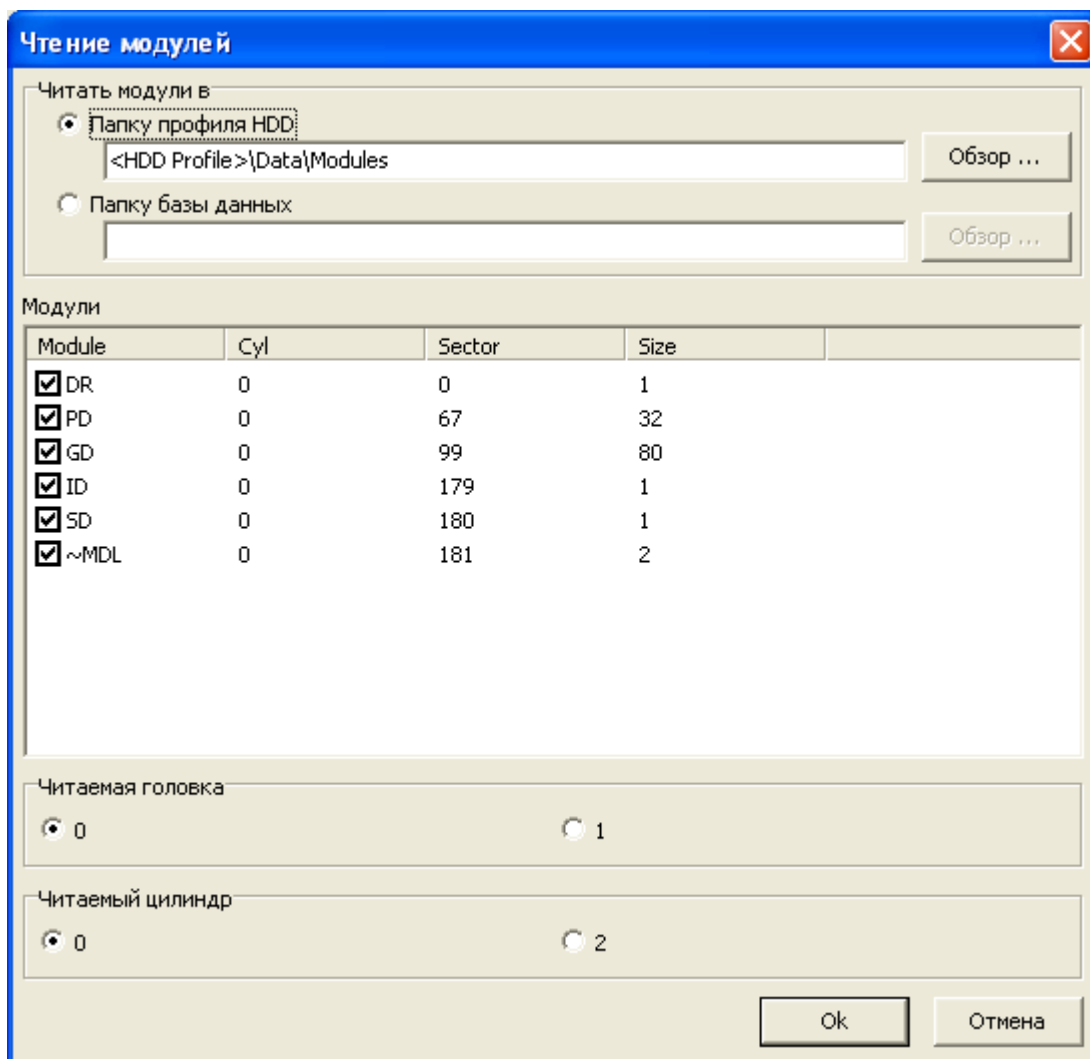 Чтение модулей
Читать модули в
Папку профиля HDD
<HDD Profile>\Data\Modules Обзор ...
Папку базы данных
Обзор ...
Модули
Module Cyl Sector Size
DR 0 0 1
PD 0 67 32
GD 0 99 80
ID 0 179 1
SD 0 180 1
~MDL 0 181 2
Читаемая головка
0 1
Читаемый цилиндр
0 2
Ok Отмена